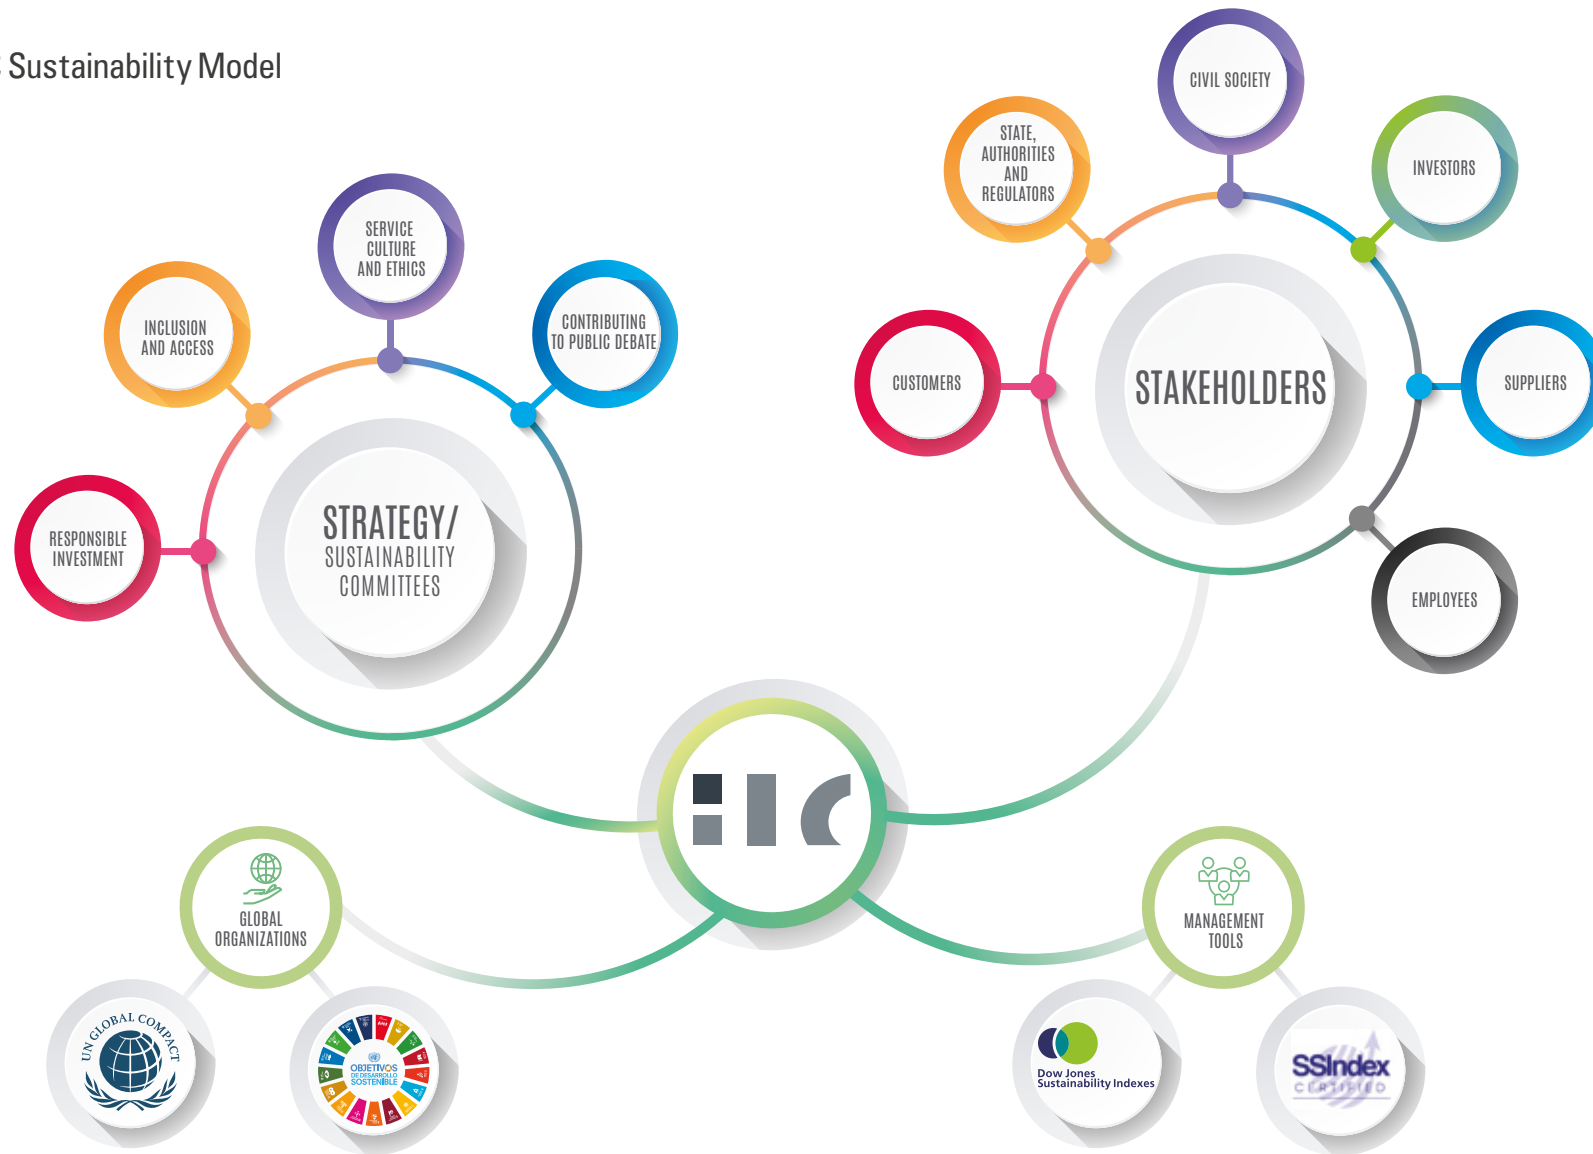 Sustainability Model
CIVIL SOCIETY
STATE,
AUTHORITIES
AND
REGULATORS
INVESTORS
CUSTOMERS
STAKEHOLDERS
SUPPLIERS
EMPLOYEES
SERVICE
CULTURE
AND ETHICS
INCLUSION
AND ACCESS
CONTRIBUTING
TO PUBLIC DEBATE
RESPONSIBLE
INVESTMENT
STRATEGY/
SUSTAINABILITY
COMMITTEES
ilc
GLOBAL
ORGANIZATIONS
UN GLOBAL COMPACT
OBJETIVOS
DE DESARROLLO
SOSTENIBLE
MANAGEMENT
TOOLS
Dow Jones
Sustainability Indexes
SSIndex
CERTIFIED